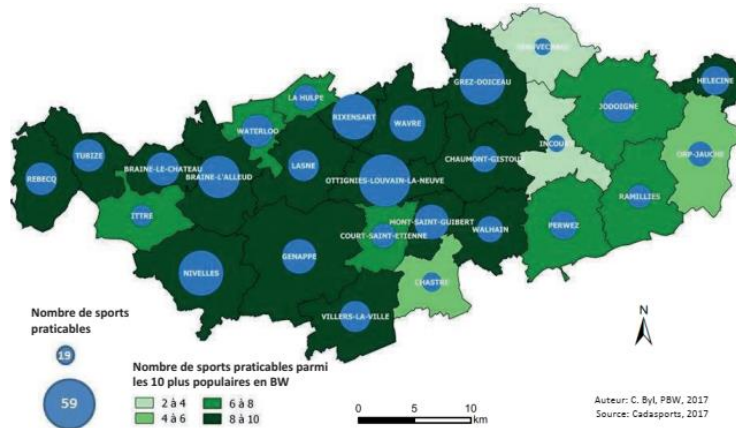 BEAUVECHAIN
HELECINE
GREZ-DOICEAU
LA HULPE
JODOIGNE
RIXENSART
WAVRE
WATERLOO
INCOURT
ORP-JAUCHE
TUBIZE
BRAINE-LE-CHATEAU
LASNE
CHAUMONT-GISTOUX
REBECQ
BRAINE-L'ALLEUD
OTTIGNIES-LOUVAIN-LA-NEUVE
RAMILLIES
ITTRE
MONT-SAINT-GUIBERT
PERWEZ
COURT-SAINT-ETIENNE
WALHAIN
GENAPPE
NIVELLES
CHASTRE
VILLERS-LA-VILLE
Nombre de sports
praticables
19
59
Nombre de sports praticables parmi
les 10 plus populaires en BW
2 à 4
6 à 8
4 à 6
8 à 10
0
5
10
km
N
Auteur: C. Byl, PBW, 2017
Source: Cadasports, 2017